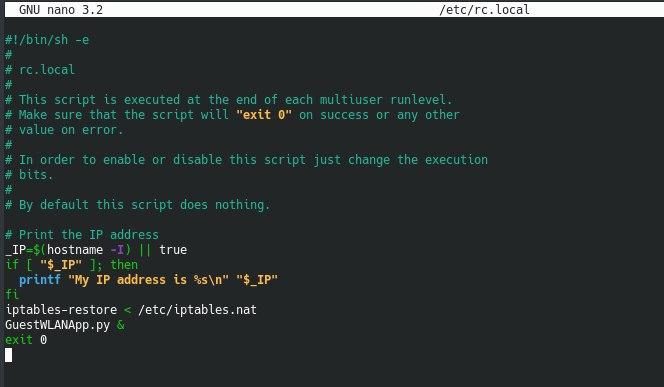 GNU nano 3.2 /etc/rc.local
#!/bin/sh -e
#
# rc.local
#
# This script is executed at the end of each multiuser runlevel.
# Make sure that the script will "exit 0" on success or any other
# value on error.
#
# In order to enable or disable this script just change the execution
# bits.
#
# By default this script does nothing.
# Print the IP address
_IP=$(hostname -I) || true
if [ "$_IP" ]; then
  printf "My IP address is %s\n" "$_IP"
fi
iptables-restore < /etc/iptables.nat
GuestWLANApp.py &
exit 0